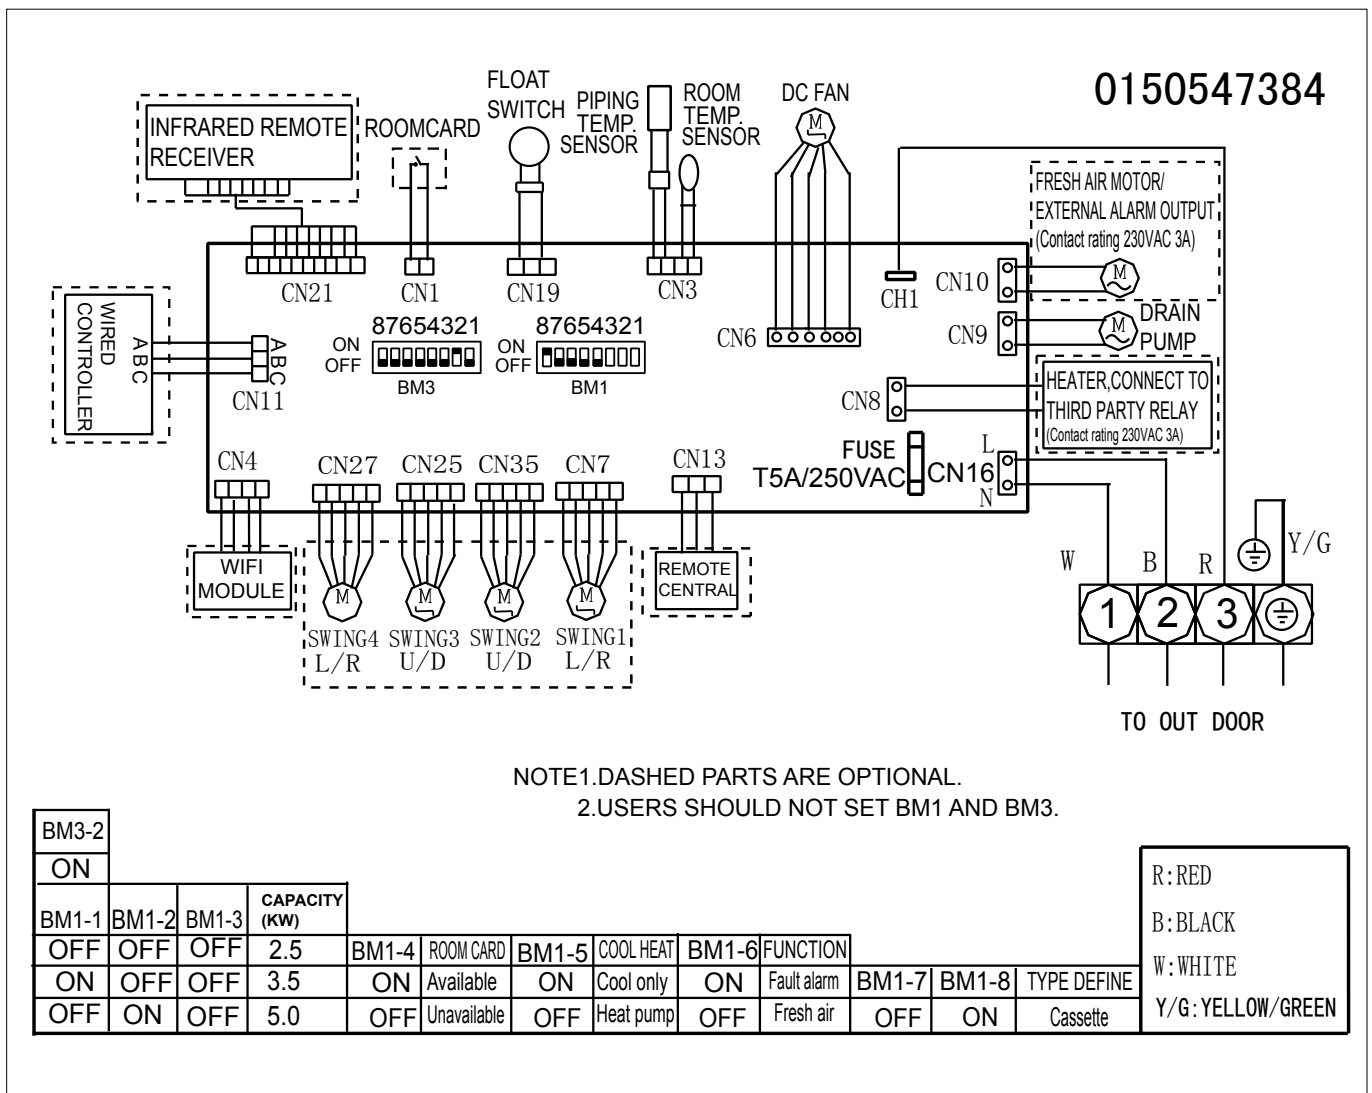 0150547384
INFRARED REMOTE
RECEIVER
ROOMCARD
FLOAT
SWITCH
PIPING
TEMP.
SENSOR
ROOM
TEMP.
SENSOR
DC FAN
M
FRESH AIR MOTOR/
EXTERNAL ALARM OUTPUT
(Contact rating 230VAC 3A)
M
CN21
CN1
CN19
CN3
CH1
CN10
CN9
M
DRAIN
PUMP
CN6
WIRED
CONTROLLER
A B C
A B C
CN11
87654321
ON
OFF
BM3
87654321
ON
OFF
BM1
CN8
HEATER,CONNECT TO
THIRD PARTY RELAY
(Contact rating 230VAC 3A)
FUSE
T5A/250VAC
CN16
L
N
CN4
CN27
CN25
CN35
CN7
CN13
WIFI
MODULE
M
M
M
M
SWING4
L/R
SWING3
U/D
SWING2
U/D
SWING1
L/R
REMOTE
CENTRAL
W
B
R
Y/G
1
2
3
TO OUT DOOR
NOTE1.DASHED PARTS ARE OPTIONAL.
2.USERS SHOULD NOT SET BM1 AND BM3.
BM3-2
ON
BM1-1 BM1-2 BM1-3 CAPACITY
(KW)
OFF OFF OFF 2.5 BM1-4 ROOM CARD BM1-5 COOL HEAT BM1-6 FUNCTION
ON OFF OFF 3.5 ON Available ON Cool only ON Fault alarm BM1-7 BM1-8 TYPE DEFINE
OFF ON OFF 5.0 OFF Unavailable OFF Heat pump OFF Fresh air OFF ON Cassette
R:RED
B:BLACK
W:WHITE
Y/G:YELLOW/GREEN